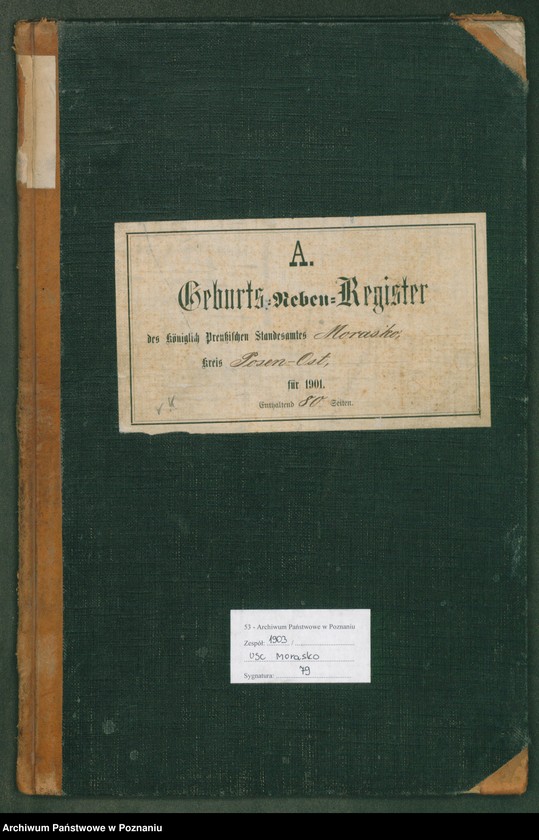 A.
Geburts-Neben-Register
des Königlich Preußischen Standesamtes Morasko,
Kreis Posen-Ost,
für 1901.
Enthaltend 80 Seiten.
53 - Archiwum Państwowe w Poznaniu
Zespół: 1903,
USC Morasko
Sygnatura: 79
Archiwum Państwowe w Poznaniu